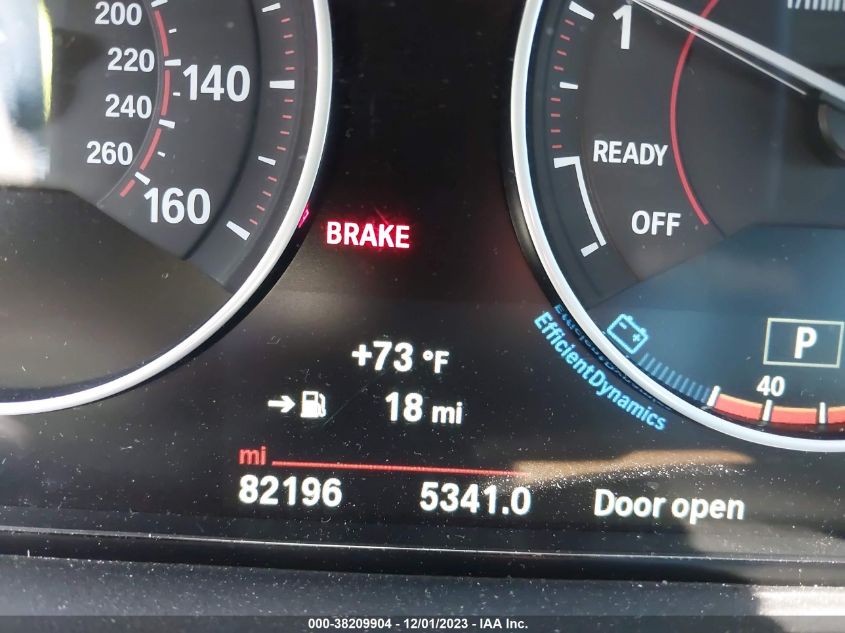 200
220
140
240
260
160
1
READY
OFF
BRAKE
+73 °F
18 mi
EfficientDynamics
P
40
mi
82196 5341.0 Door open
000-38209904 - 12/01/2023 - IAA Inc.